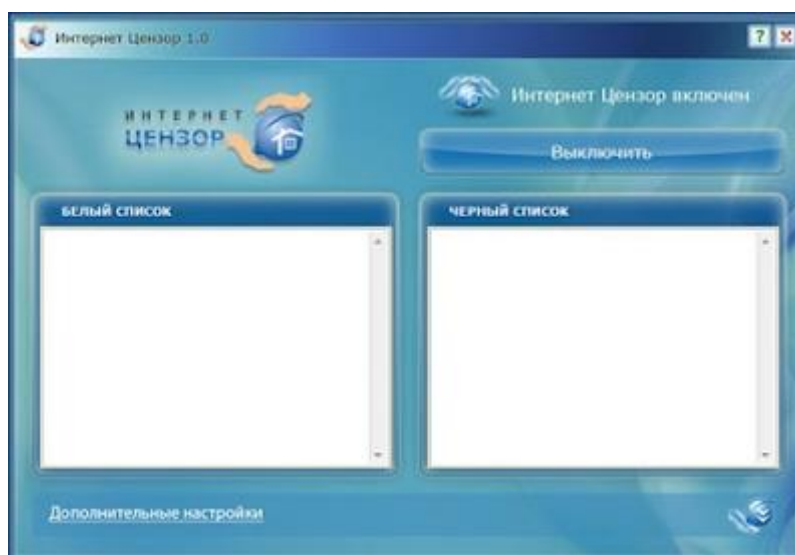 Интернет Цензор 1.0
? X
ИНТЕРНЕТ
ЦЕНЗОР
Интернет Цензор включен
Выключить
БЕЛЫЙ СПИСОК
ЧЕРНЫЙ СПИСОК
Дополнительные настройки